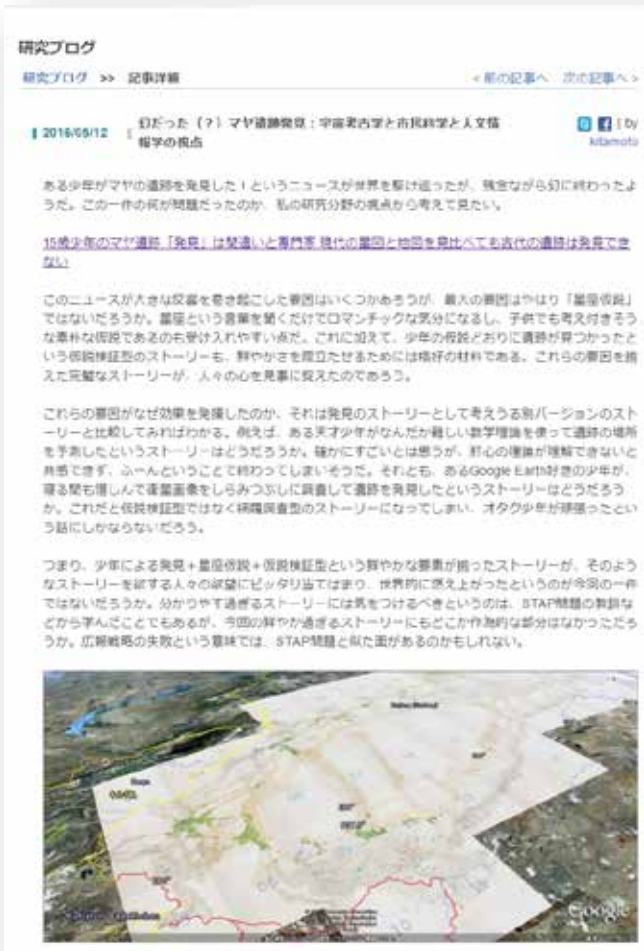 研究ブログ
研究ブログ >> 記事詳細 < 前の記事へ 次の記事へ >
2016/05/12 幻だった（？）マヤ遺跡発見：宇宙考古学と市民科学と人文情 | by
報学の視点 kitamoto
ある少年がマヤの遺跡を発見した！というニュースが世界を駆け巡ったが、残念ながら幻に終わったよ
うだ。この一件の何が問題だったのか、私の研究分野の視点から考えて見たい。
15歳少年のマヤ遺跡「発見」は間違いと専門家 現代の星図と地図を見比べても古代の遺跡は発見でき
ない
このニュースが大きな反響を巻き起こした要因はいくつかあろうが、最大の要因はやはり「星座仮説」
ではないだろうか。星座という言葉を聞くだけでロマンチックな気分になるし、子供でも考え付きそう
な素朴な仮説であるのも受け入れやすい点だ。これに加えて、少年の仮説どおりに遺跡が見つかったと
いう仮説検証型のストーリーも、鮮やかさを際立たせるためには格好の材料である。これらの要因を揃
えた完璧なストーリーが、人々の心を見事に捉えたのであろう。
これらの要因がなぜ効果を発揮したのか、それは発見のストーリーとして考えうる別バージョンのスト
ーリーと比較してみればわかる。例えば、ある天才少年がなんだか難しい数学理論を使って遺跡の場所
を予測したというストーリーはどうだろうか。確かにすごいとは思うが、肝心の理論が理解できないと
共感できず、ふーんということで終わってしまいそうだ。それとも、あるGoogle Earth好きの少年が、
寝る間も惜しんで衛星画像をしらみつぶしに調査して遺跡を発見したというストーリーはどうだろう
か。これだと仮説検証型ではなく網羅調査型のストーリーになってしまい、オタク少年が頑張ったとい
う話にしかならないだろう。
つまり、少年による発見＋星座仮説＋仮説検証型という鮮やかな要素が揃ったストーリーが、そのよう
なストーリーを欲する人々の欲望にピッタリ当てはまり、世界的に燃え上がったというのが今回の一件
ではないだろうか。分かりやす過ぎるストーリーには気をつけるべきというのは、STAP問題の教訓な
どから学んだことでもあるが、今回の鮮やか過ぎるストーリーにもどこか作為的な部分はなかっただろ
うか。広報戦略の失敗という意味では、STAP問題と似た面があるのかもしれない。
Google